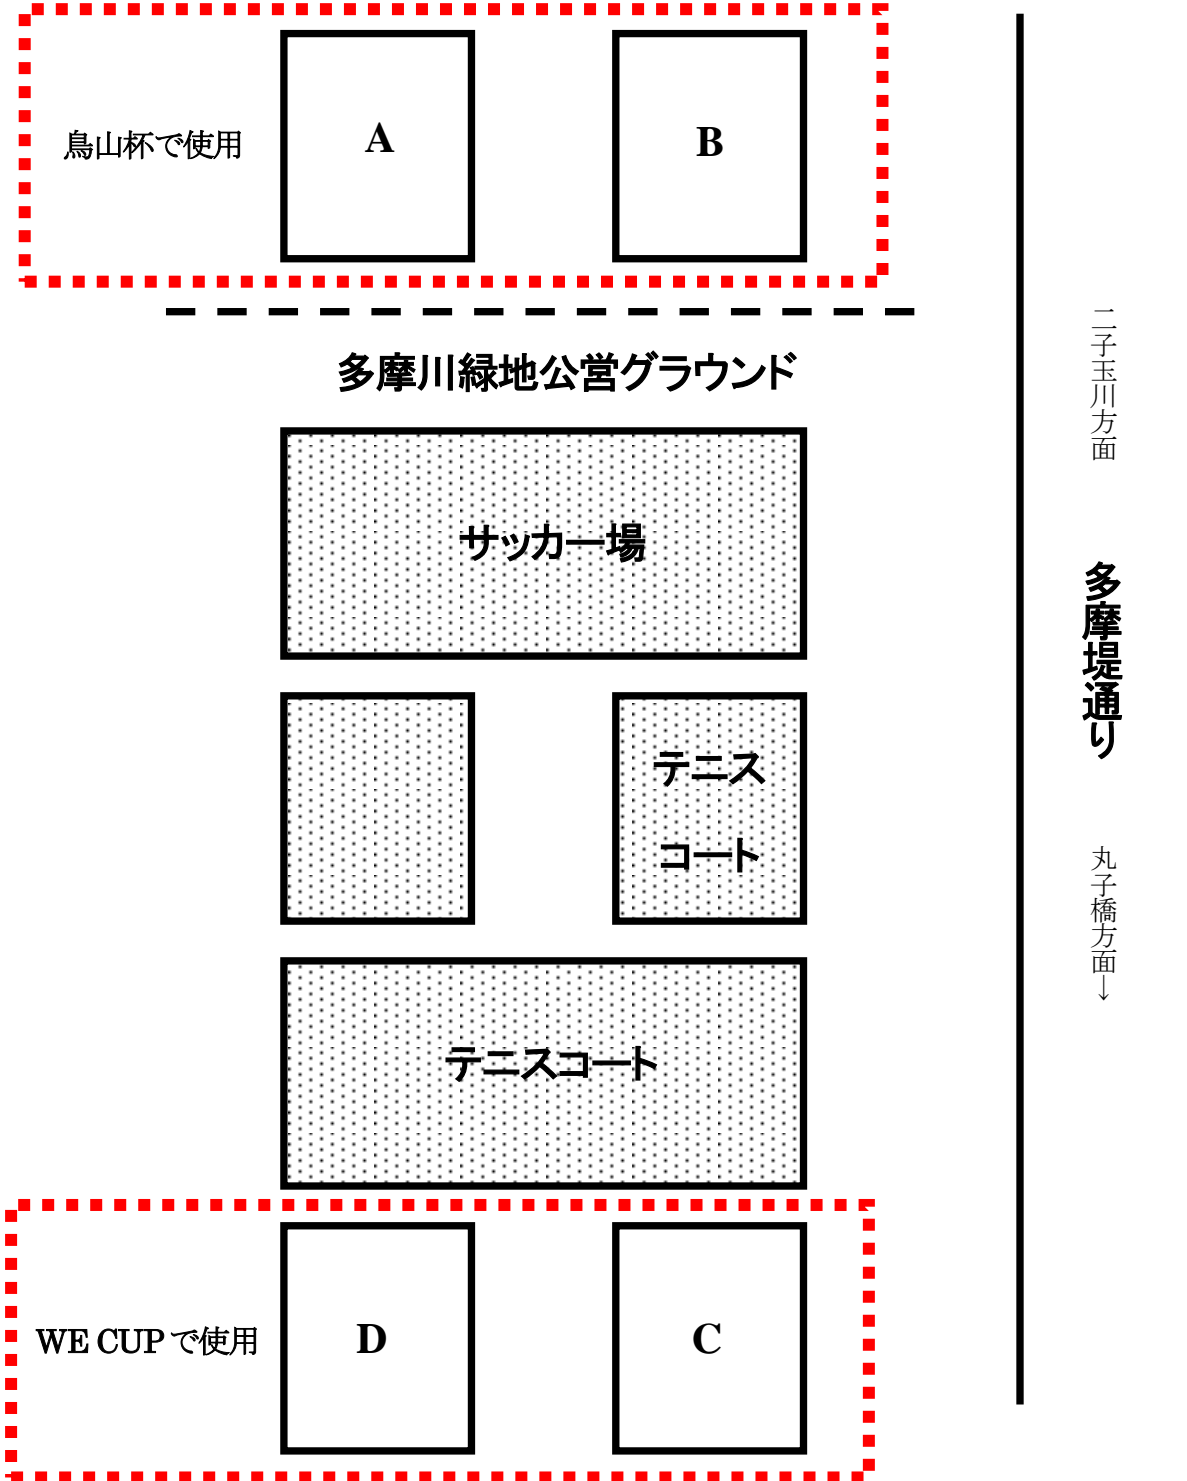 鳥山杯で使用
A
B
多摩川緑地公営グラウンド
サッカー場
テニス
コート
テニスコート
WE CUP で使用
D
C
二子玉川方面
多摩堤通り
丸子橋方面→